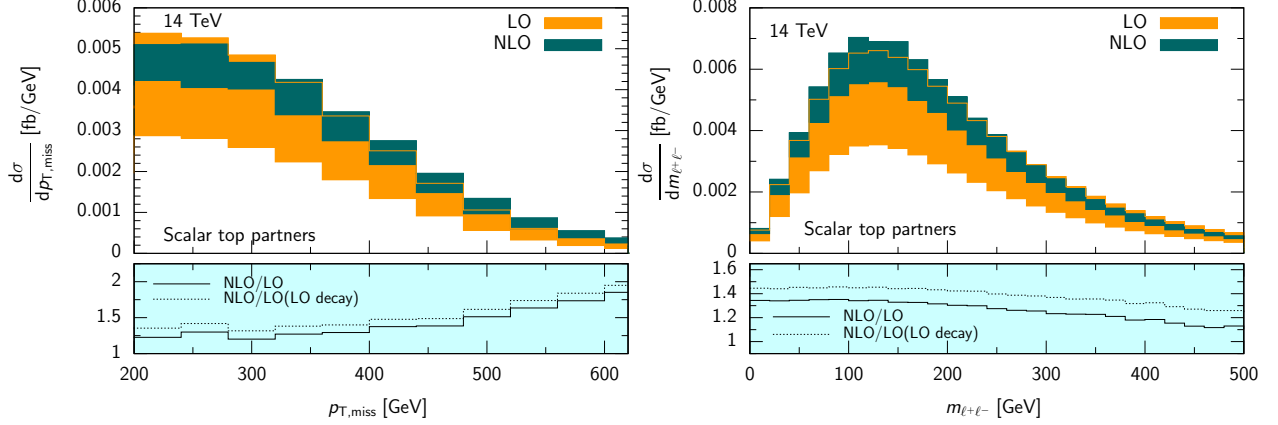 14 TeV
LO
NLO
0.006
0.005
0.004
0.003
0.002
0.001
0
dσ
dp_T,miss
[fb/GeV]
Scalar top partners
2
1.5
1
NLO/LO
NLO/LO(LO decay)
200 300 400 500 600
p_T,miss [GeV]
14 TeV
LO
NLO
0.008
0.006
0.004
0.002
0
dσ
dm_ℓ+ℓ−
[fb/GeV]
Scalar top partners
1.6
1.4
1.2
1
NLO/LO
NLO/LO(LO decay)
0 100 200 300 400 500
m_ℓ+ℓ− [GeV]